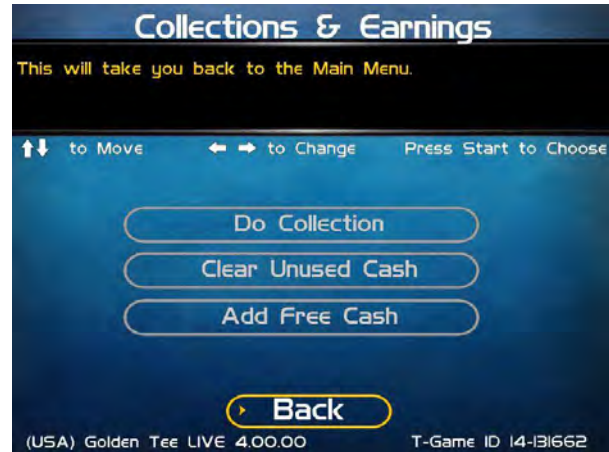 Collections & Earnings
This will take you back to the Main Menu.
to Move to Change Press Start to Choose
Do Collection
Clear Unused Cash
Add Free Cash
Back
(USA) Golden Tee LIVE 4.00.00 T-Game ID 14-131662